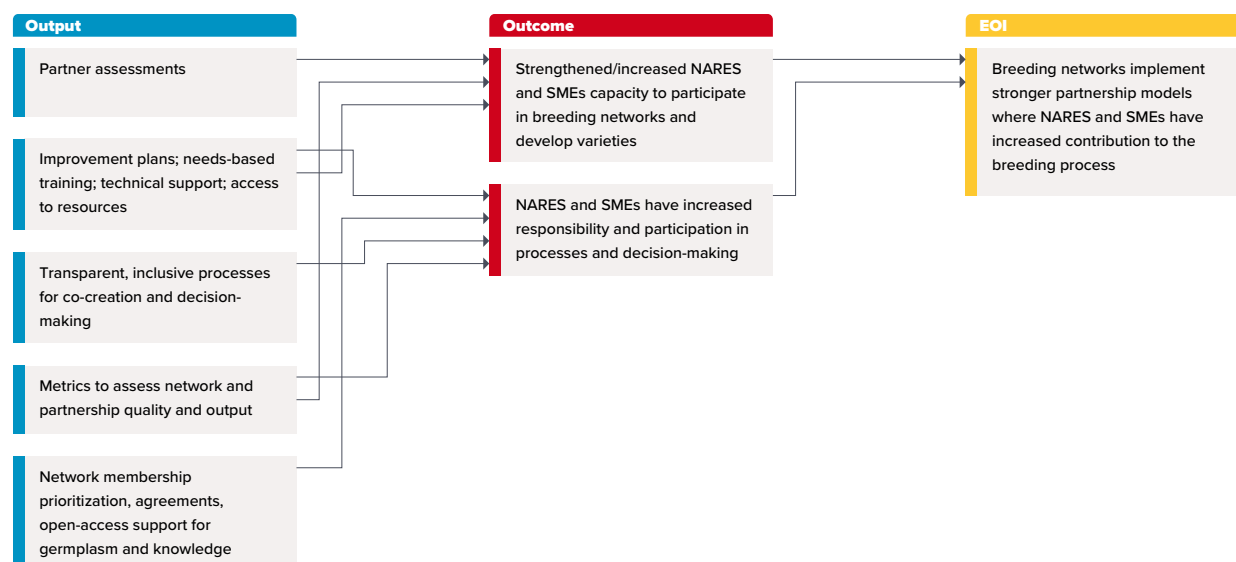 Output
Partner assessments
Improvement plans; needs-based
training; technical support; access
to resources
Transparent, inclusive processes
for co-creation and decision-
making
Metrics to assess network and
partnership quality and output
Network membership
prioritization, agreements,
open-access support for
germplasm and knowledge
Outcome
Strengthened/increased NARES
and SMEs capacity to participate
in breeding networks and
develop varieties
NARES and SMEs have increased
responsibility and participation in
processes and decision-making
EOI
Breeding networks implement
stronger partnership models
where NARES and SMEs have
increased contribution to the
breeding process